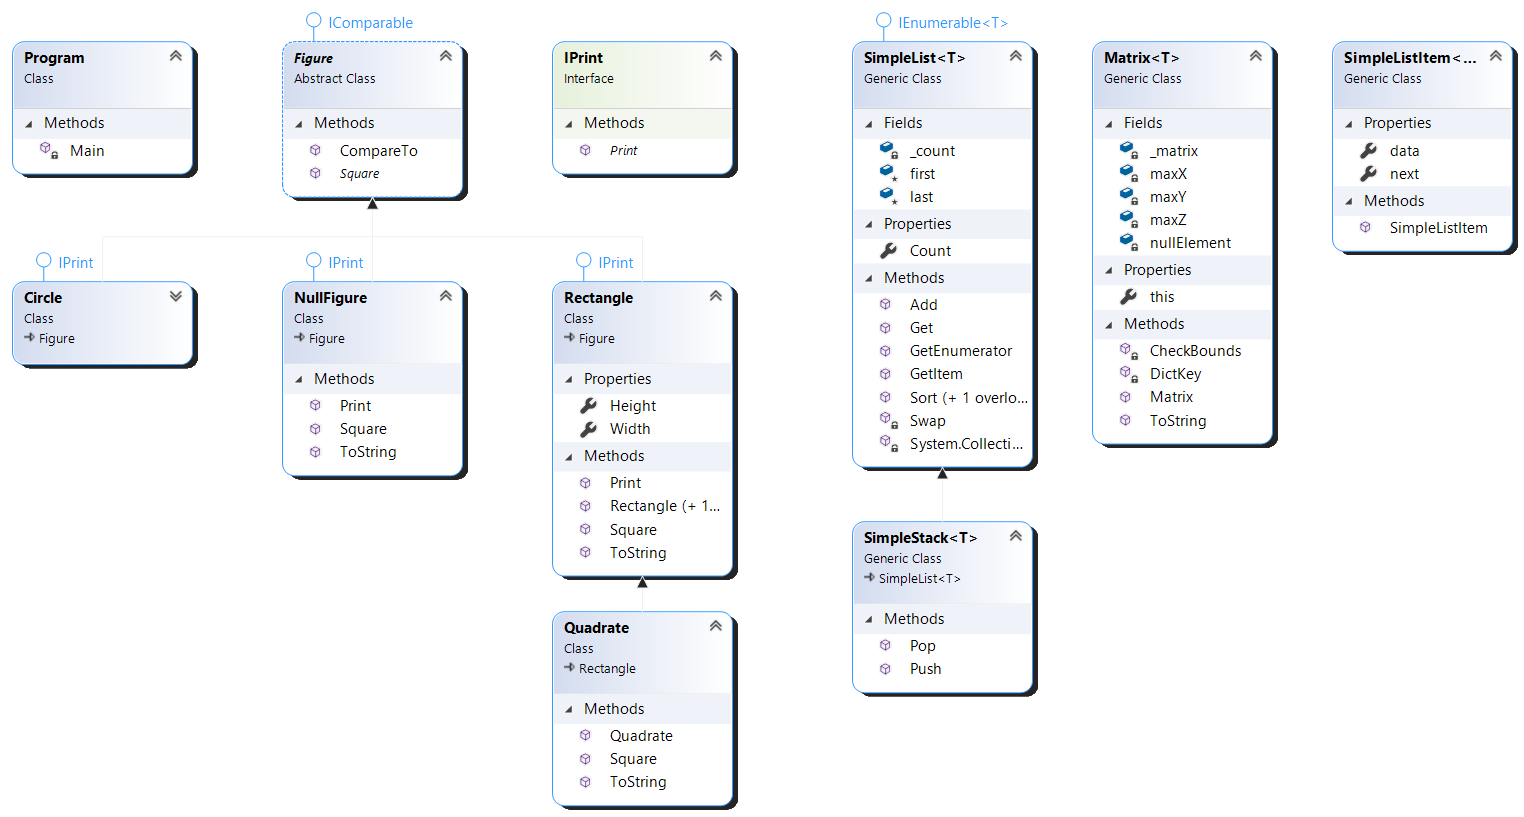 Program
Class
Methods
Main
IComparable
Figure
Abstract Class
Methods
CompareTo
Square
IPrint
Interface
Methods
Print
IEnumerable<T>
SimpleList<T>
Generic Class
Fields
_count
first
last
Properties
Count
Methods
Add
Get
GetEnumerator
GetItem
Sort (+ 1 overlo...
Swap
System.Collecti...
Matrix<T>
Generic Class
Fields
_matrix
maxX
maxY
maxZ
nullElement
Properties
this
Methods
CheckBounds
DictKey
Matrix
ToString
SimpleListItem<...
Generic Class
Properties
data
next
Methods
SimpleListItem
IPrint
Circle
Class
Figure
IPrint
NullFigure
Class
Figure
Methods
Print
Square
ToString
IPrint
Rectangle
Class
Figure
Properties
Height
Width
Methods
Print
Rectangle (+ 1...
Square
ToString
Quadrate
Class
Rectangle
Methods
Quadrate
Square
ToString
SimpleStack<T>
Generic Class
SimpleList<T>
Methods
Pop
Push